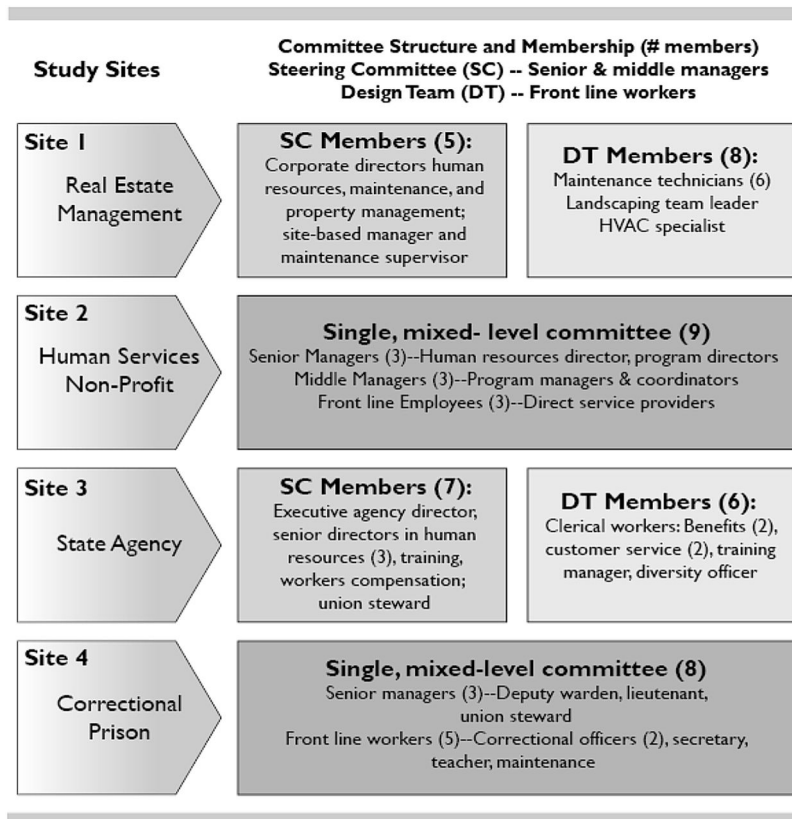 Study Sites
Committee Structure and Membership (# members)
Steering Committee (SC) -- Senior & middle managers
Design Team (DT) -- Front line workers
Site 1
Real Estate
Management
SC Members (5):
Corporate directors human
resources, maintenance, and
property management;
site-based manager and
maintenance supervisor
DT Members (8):
Maintenance technicians (6)
Landscaping team leader
HVAC specialist
Site 2
Human Services
Non-Profit
Single, mixed- level committee (9)
Senior Managers (3)--Human resources director, program directors
Middle Managers (3)--Program managers & coordinators
Front line Employees (3)--Direct service providers
Site 3
State Agency
SC Members (7):
Executive agency director,
senior directors in human
resources (3), training,
workers compensation;
union steward
DT Members (6):
Clerical workers: Benefits (2),
customer service (2), training
manager, diversity officer
Site 4
Correctional
Prison
Single, mixed-level committee (8)
Senior managers (3)--Deputy warden, lieutenant,
union steward
Front line workers (5)--Correctional officers (2), secretary,
teacher, maintenance